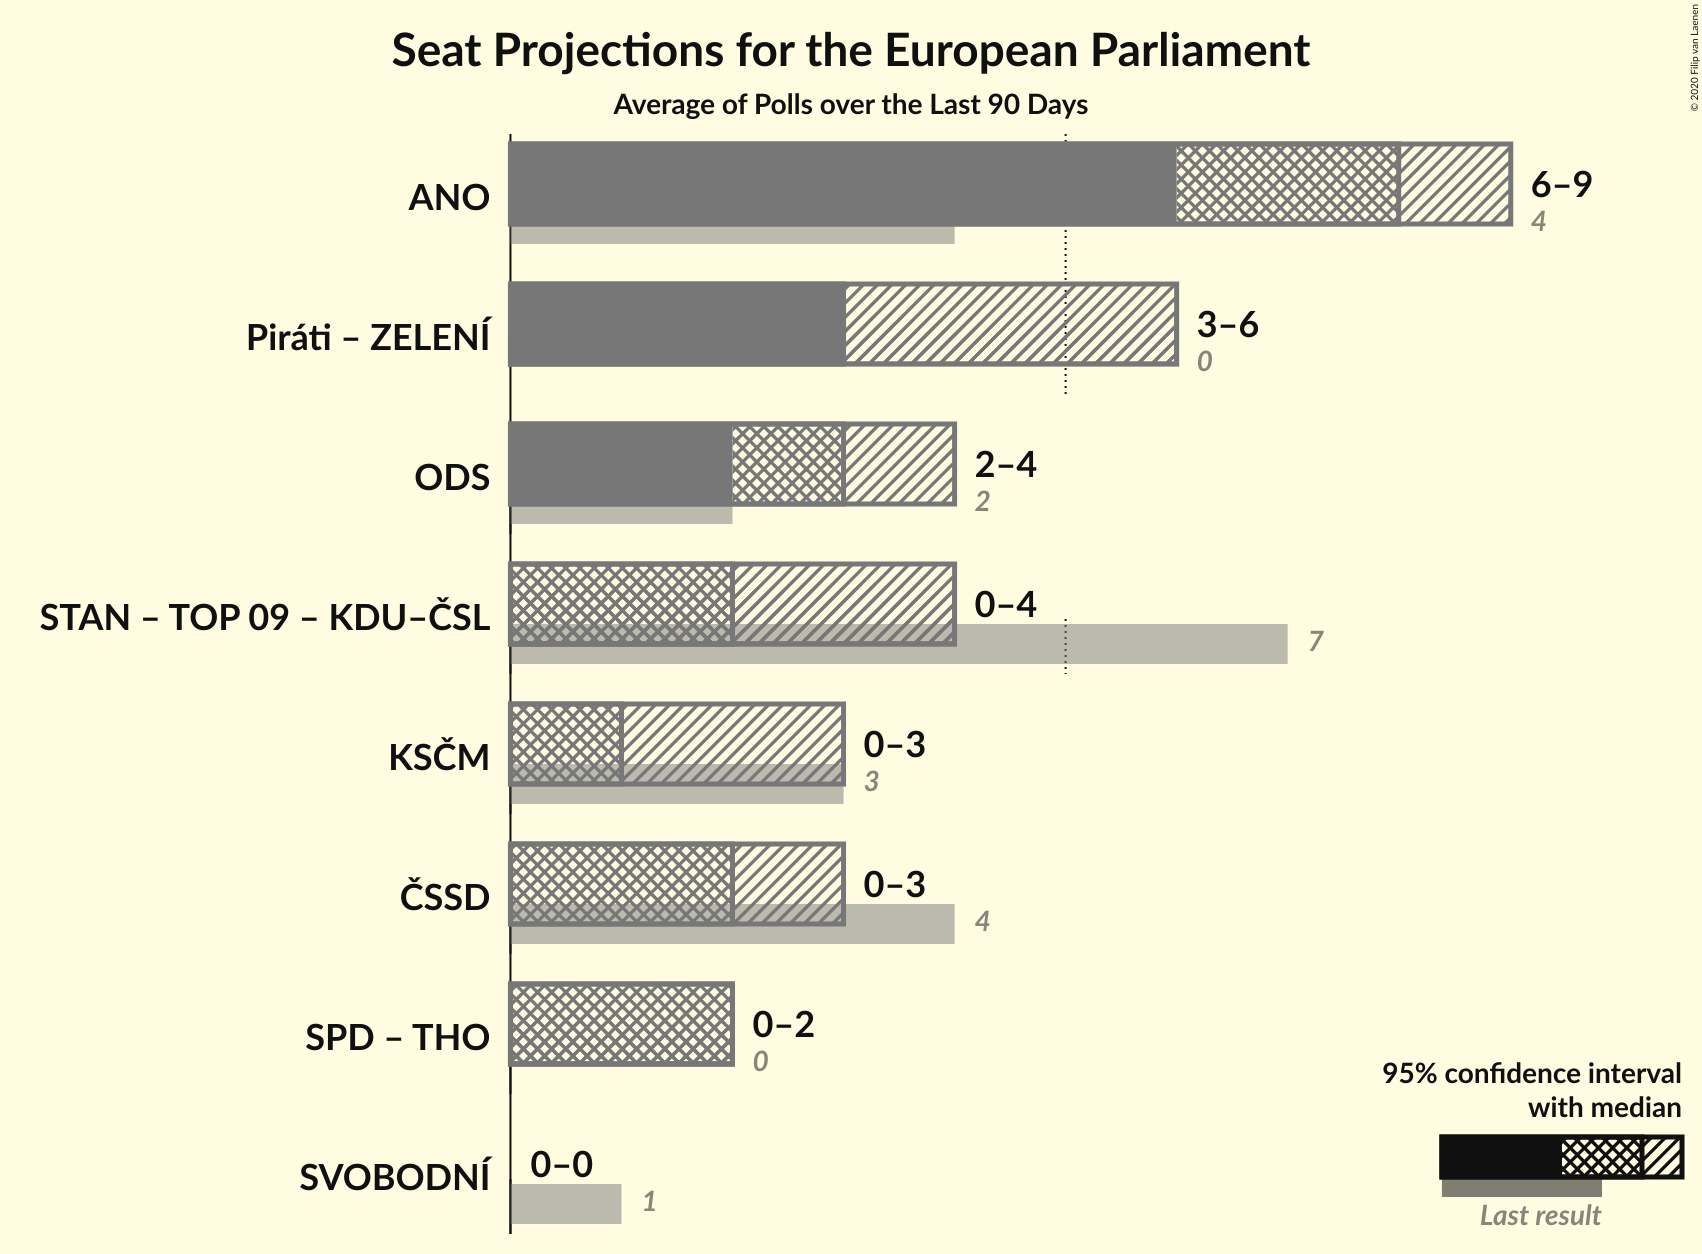 Seat Projections for the European Parliament
Average of Polls over the Last 90 Days
© 2020 Filip van Laenen
ANO
6–9
4
Piráti – ZELENÍ
3–6
0
ODS
2–4
2
STAN – TOP 09 – KDU–ČSL
0–4
7
KSČM
0–3
3
ČSSD
0–3
4
SPD – THO
0–2
0
SVOBODNÍ
0–0
1
95% confidence interval
with median
Last result